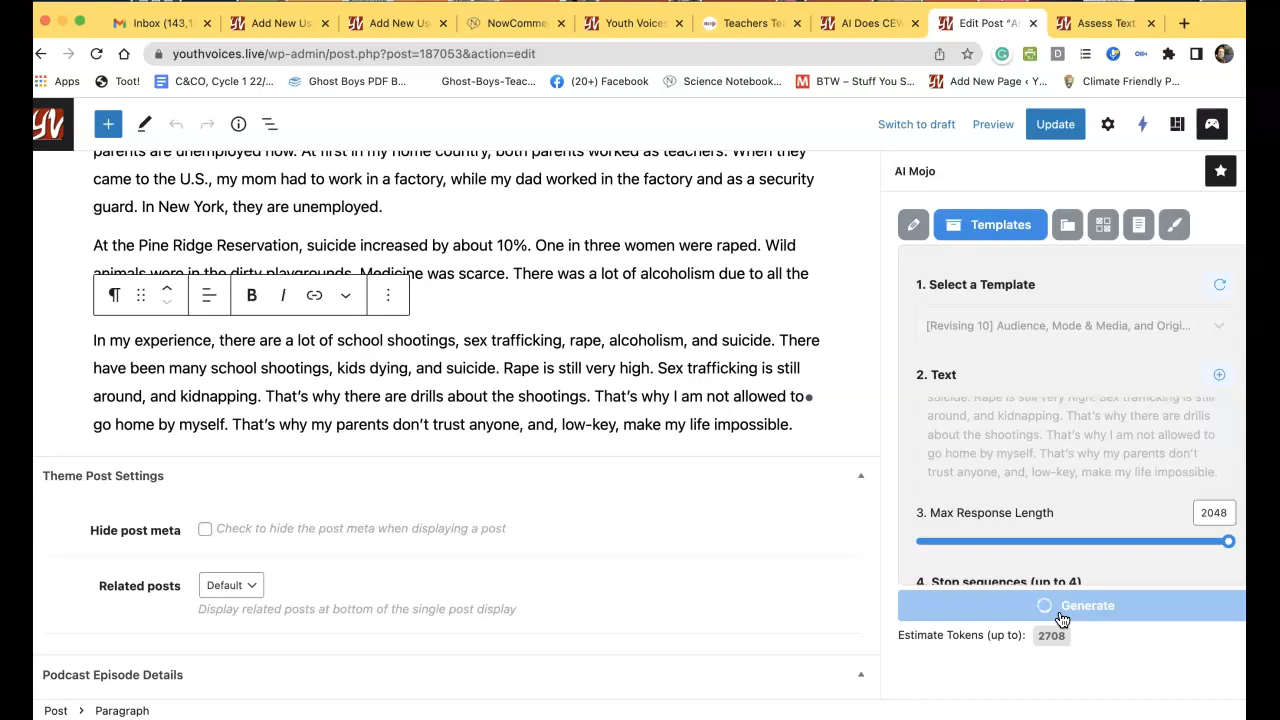 Inbox (143,1
Add New Us
Add New Us
NowComme
Youth Voices
Teachers Te
AI Does CEW
Edit Post "A
Assess Text
youthvoices.live/wp-admin/post.php?post=187053&action=edit
Apps
Toot!
C&CO, Cycle 1 22/...
Ghost Boys PDF B...
Ghost-Boys-Teac...
(20+) Facebook
Science Notebook...
BTW – Stuff You S...
Add New Page ‹ Y...
Climate Friendly P...
Switch to draft
Preview
Update
parents are unemployed now. At first in my home country, both parents worked as teachers. When they
came to the U.S., my mom had to work in a factory, while my dad worked in the factory and as a security
guard. In New York, they are unemployed.
At the Pine Ridge Reservation, suicide increased by about 10%. One in three women were raped. Wild
animals were in the dirty playgrounds. Medicine was scarce. There was a lot of alcoholism due to all the
B I
In my experience, there are a lot of school shootings, sex trafficking, rape, alcoholism, and suicide. There
have been many school shootings, kids dying, and suicide. Rape is still very high. Sex trafficking is still
around, and kidnapping. That's why there are drills about the shootings. That's why I am not allowed to
go home by myself. That's why my parents don't trust anyone, and, low-key, make my life impossible.
Theme Post Settings
Hide post meta
Check to hide the post meta when displaying a post
Related posts
Default
Display related posts at bottom of the single post display
Podcast Episode Details
Post > Paragraph
AI Mojo
Templates
1. Select a Template
[Revising 10] Audience, Mode & Media, and Origi...
2. Text
suicide. Rape is still very high. Sex trafficking is still
around, and kidnapping. That's why there are drills
about the shootings. That's why I am not allowed to
go home by myself. That's why my parents don't
trust anyone, and, low-key, make my life impossible.
3. Max Response Length
2048
4. Stop sequences (up to 4)
Generate
Estimate Tokens (up to): 2708